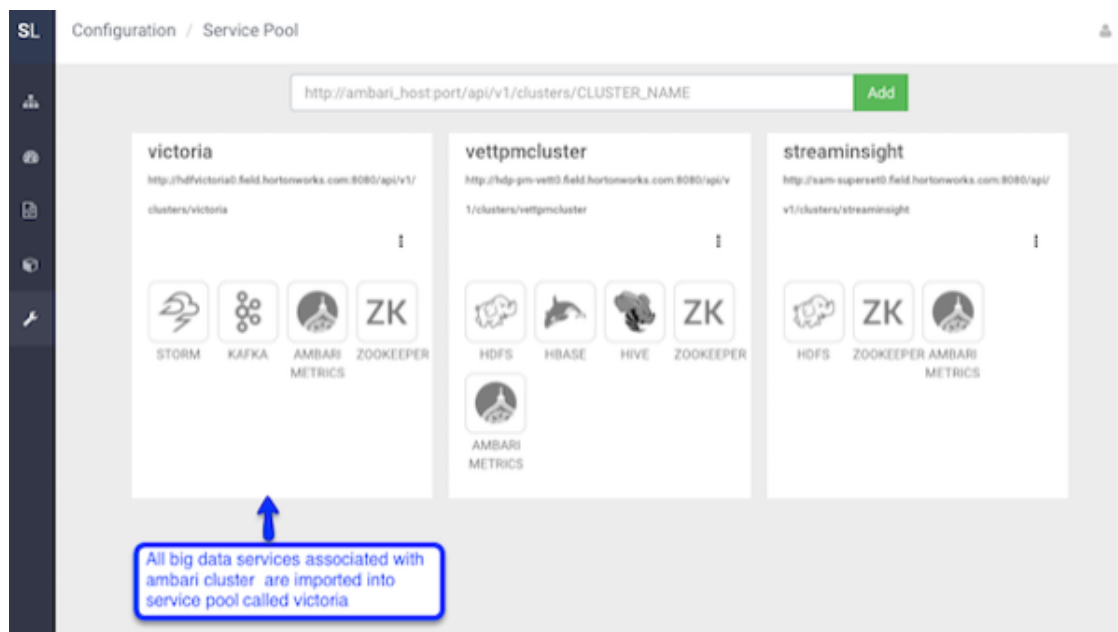 SL
Configuration / Service Pool
http://ambari_host:port/api/v1/clusters/CLUSTER_NAME
Add
victoria
http://hdfvictoria0.field.hortonworks.com:8080/api/v1/
clusters/victoria
STORM
KAFKA
AMBARI
METRICS
ZK
ZOOKEEPER
vettpmcluster
http://hdp-pm-vett0.field.hortonworks.com:8080/api/v
1/clusters/vettpmcluster
HDFS
HBASE
HIVE
ZK
ZOOKEEPER
AMBARI
METRICS
streaminsight
http://sam-superset0.field.hortonworks.com:8080/api/
v1/clusters/streaminsight
HDFS
ZK
ZOOKEEPER
AMBARI
METRICS
All big data services associated with
ambari cluster are imported into
service pool called victoria